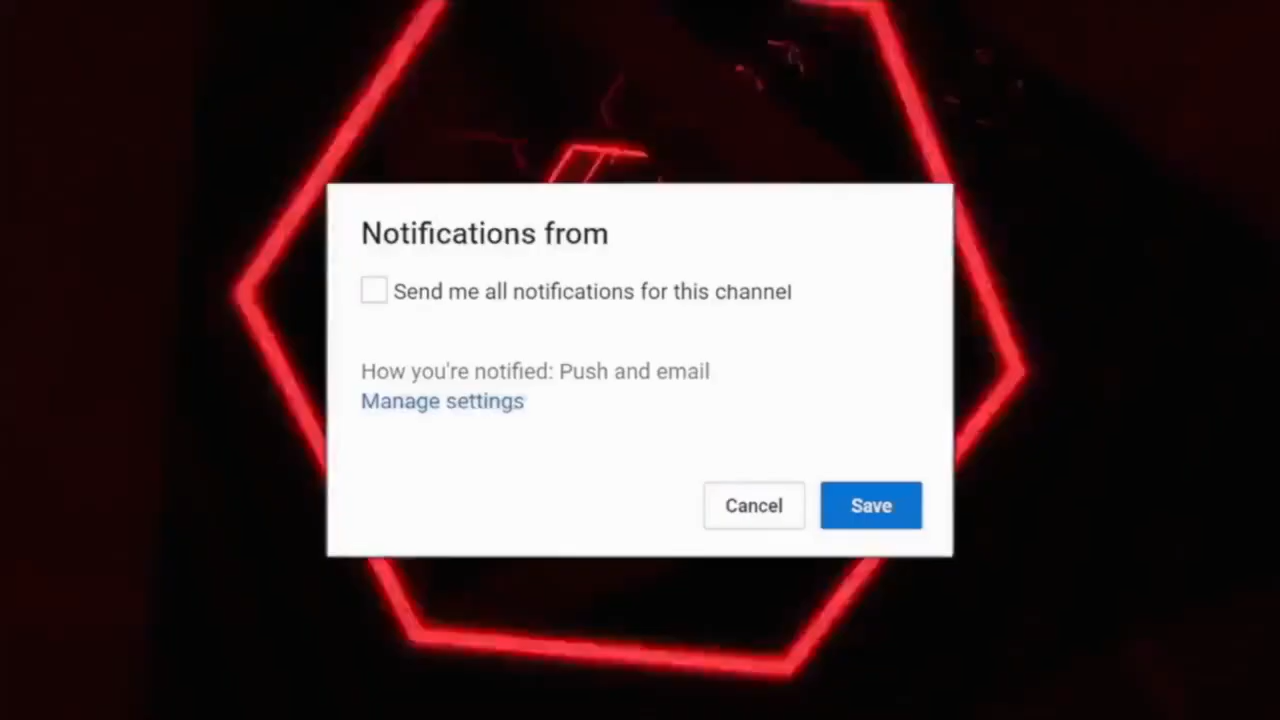 Notifications from
Send me all notifications for this channel
How you're notified: Push and email
Manage settings
Cancel
Save